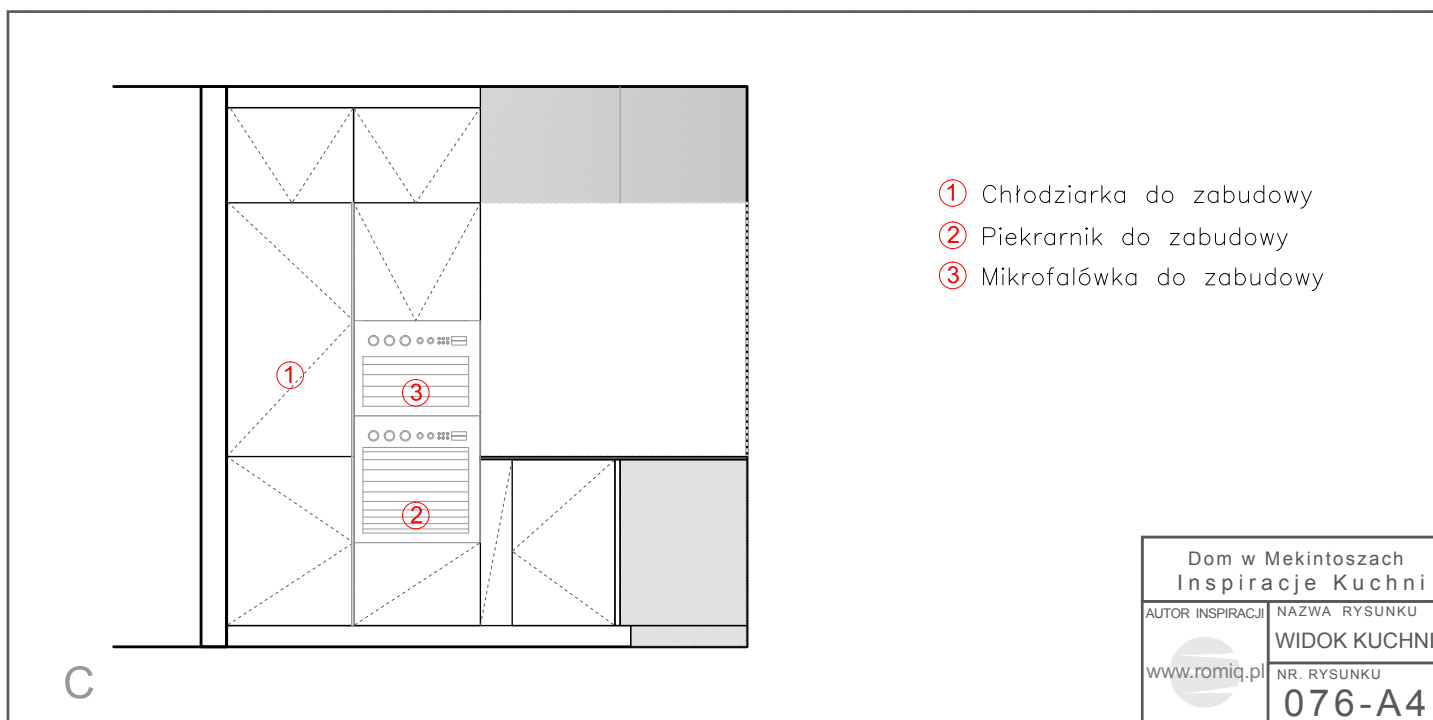 1 Chłodziarka do zabudowy
2 Piekrarnik do zabudowy
3 Mikrofalówka do zabudowy
1
3
2
C
Dom w Mekintoszach
Inspiracje Kuchni
AUTOR INSPIRACJI
www.romiq.pl
NAZWA RYSUNKU
WIDOK KUCHNI
NR. RYSUNKU
076-A4